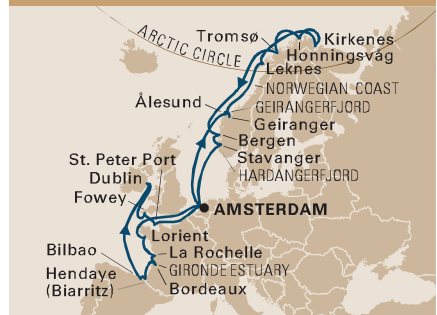 ARCTIC CIRCLE
Tromsø
Kirkenes
Honningsvåg
Leknes
NORWEGIAN COAST
Ålesund
GEIRANGERFJORD
Geiranger
Bergen
Stavanger
HARDANGERFJORD
St. Peter Port
Dublin
Fowey
AMSTERDAM
Lorient
La Rochelle
GIRONDE ESTUARY
Bordeaux
Bilbao
Hendaye
(Biarritz)